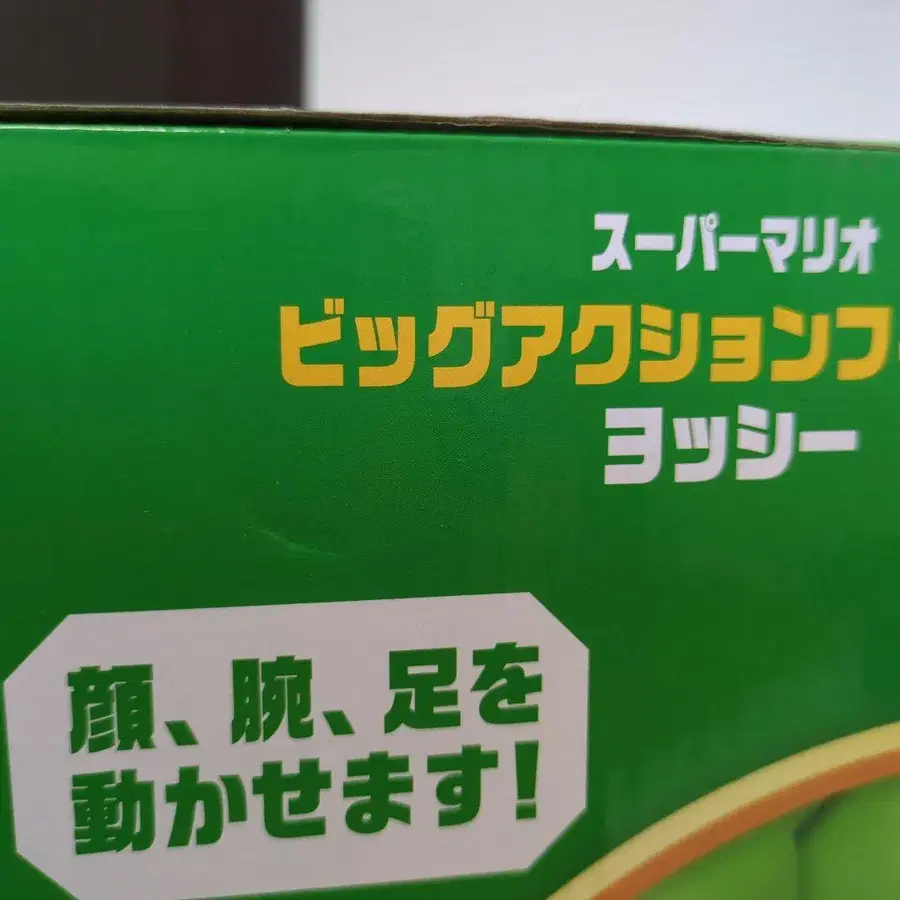 スーパーマリオ
ビッグアクションフ
ヨッシー
顔、腕、足を
動かせます!